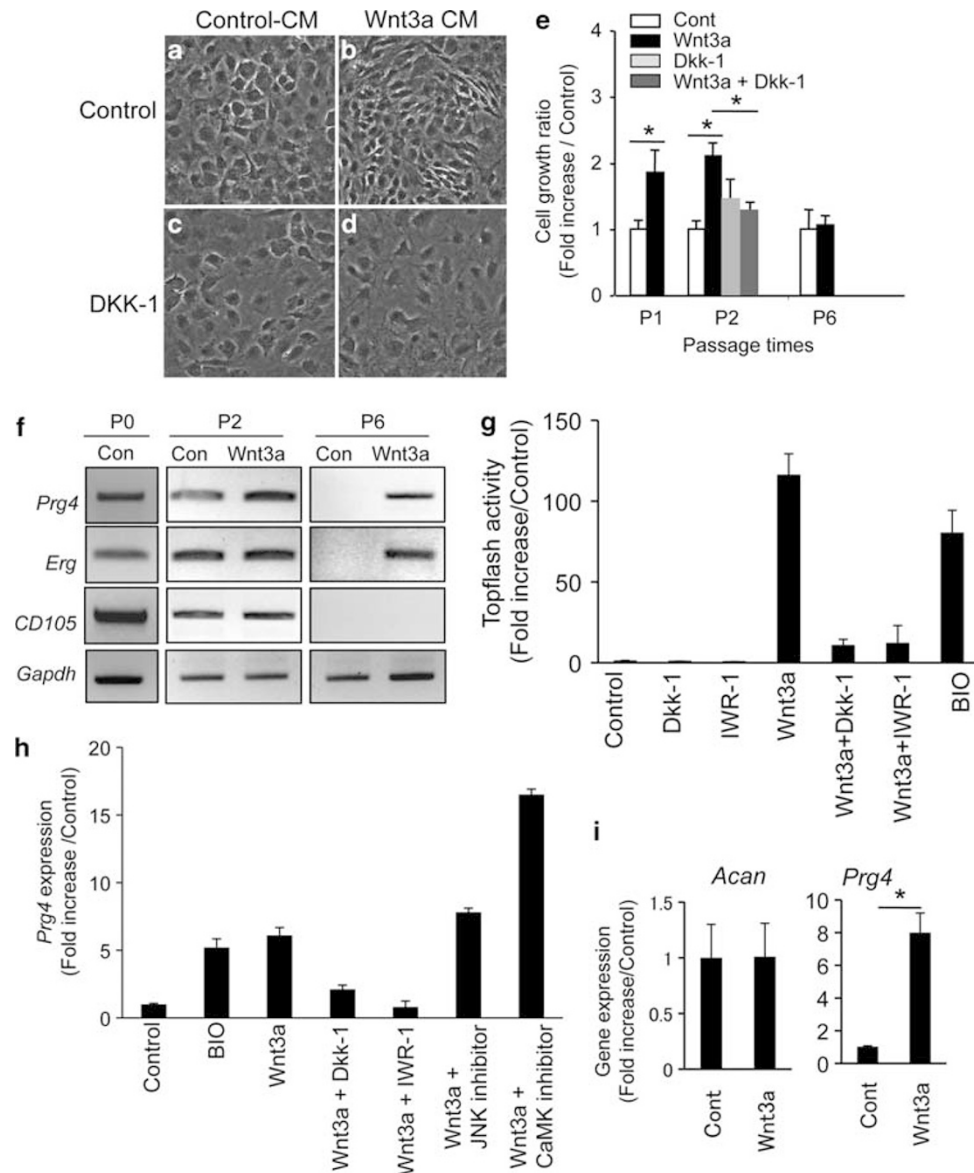 Control-CM Wnt3a CM
a b
Control
c d
DKK-1
e
Cont
Wnt3a
Dkk-1
Wnt3a + Dkk-1
Cell growth ratio
(Fold increase / Control)
4
3
2
1
0
* * *
P1 P2 P6
Passage times
f
P0 P2 P6
Con Con Wnt3a Con Wnt3a
Prg4
Erg
CD105
Gapdh
g
Topflash activity
(Fold increase/Control)
150
100
50
0
Control
Dkk-1
IWR-1
Wnt3a
Wnt3a+Dkk-1
Wnt3a+IWR-1
BIO
h
Prg4 expression
(Fold increase /Control)
20
15
10
5
0
Control
BIO
Wnt3a
Wnt3a + Dkk-1
Wnt3a + IWR-1
Wnt3a +
JNK inhibitor
Wnt3a +
CaMK inhibitor
i
Gene expression
(Fold increase/Control)
Acan
1.5
1
0.5
0
Cont
Wnt3a
Prg4
*
10
8
6
4
2
0
Cont
Wnt3a